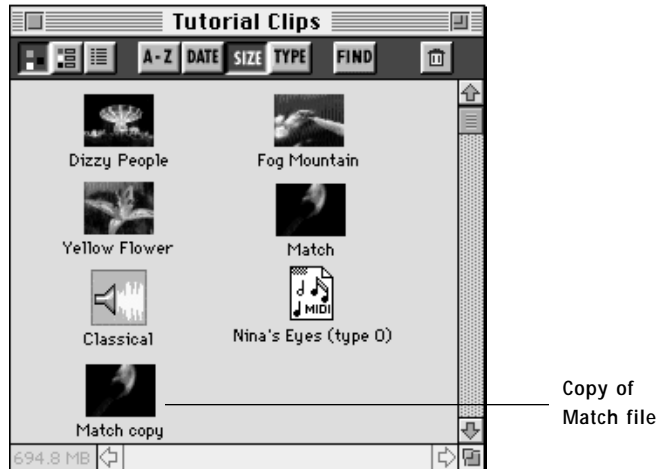 Tutorial Clips
A-Z DATE SIZE TYPE FIND
Dizzy People Fog Mountain
Yellow Flower Match
MIDI
Classical Nina's Eyes (type 0)
Match copy
Copy of
Match file
694.8 MB